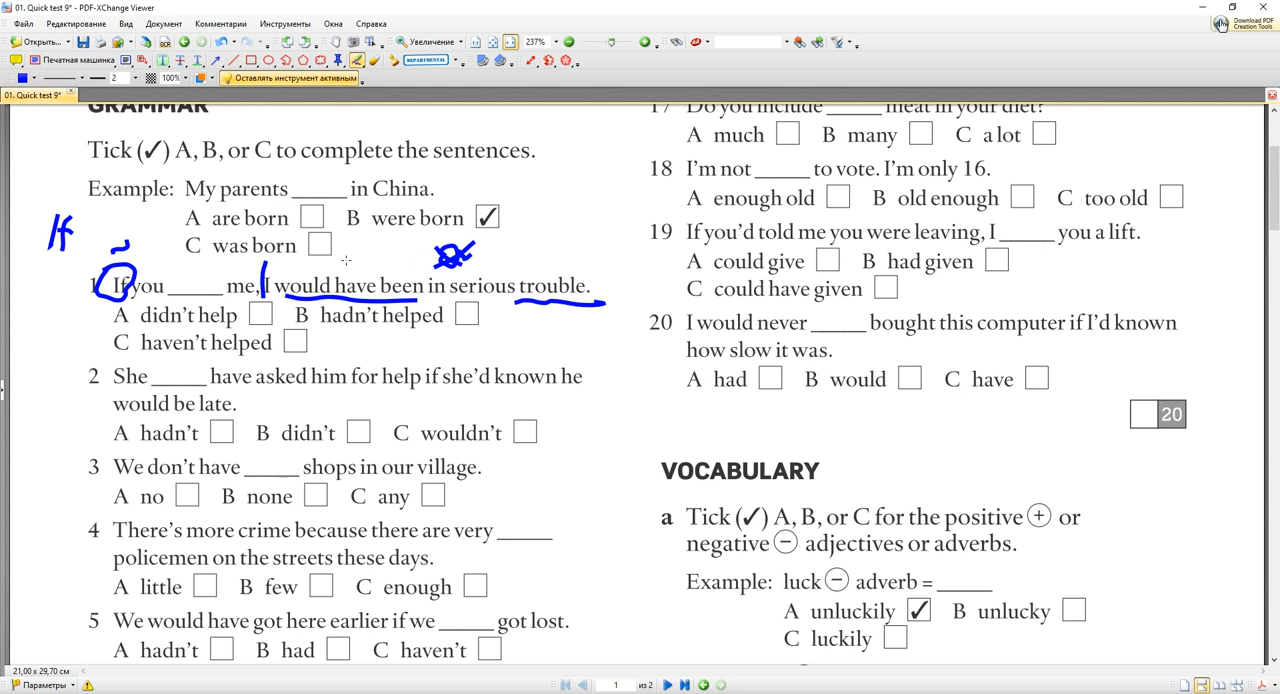 01. Quick test 9* - PDF-XChange Viewer
Файл Редактирование Вид Документ Комментарии Инструменты Окна Справка
Download PDF Creation Tools
Открыть... OCR Увеличение 237%
Печатная машинка DEPARTMENTAL
2 100% Оставлять инструмент активным
01. Quick test 9*
GRAMMAR
Tick (✓) A, B, or C to complete the sentences.
Example: My parents _____ in China.
A are born B were born ✓
C was born
If
1 If you _____ me, I would have been in serious trouble.
A didn't help B hadn't helped
C haven't helped
2 She _____ have asked him for help if she'd known he
would be late.
A hadn't B didn't C wouldn't
3 We don't have _____ shops in our village.
A no B none C any
4 There's more crime because there are very _____
policemen on the streets these days.
A little B few C enough
5 We would have got here earlier if we _____ got lost.
A hadn't B had C haven't
17 Do you include _____ meat in your diet?
A much B many C a lot
18 I'm not _____ to vote. I'm only 16.
A enough old B old enough C too old
19 If you'd told me you were leaving, I _____ you a lift.
A could give B had given
C could have given
20 I would never _____ bought this computer if I'd known
how slow it was.
A had B would C have
20
VOCABULARY
a Tick (✓) A, B, or C for the positive + or
negative − adjectives or adverbs.
Example: luck − adverb = _____
A unluckily ✓ B unlucky
C luckily
21,00 x 29,70 см
Параметры 1 из 2